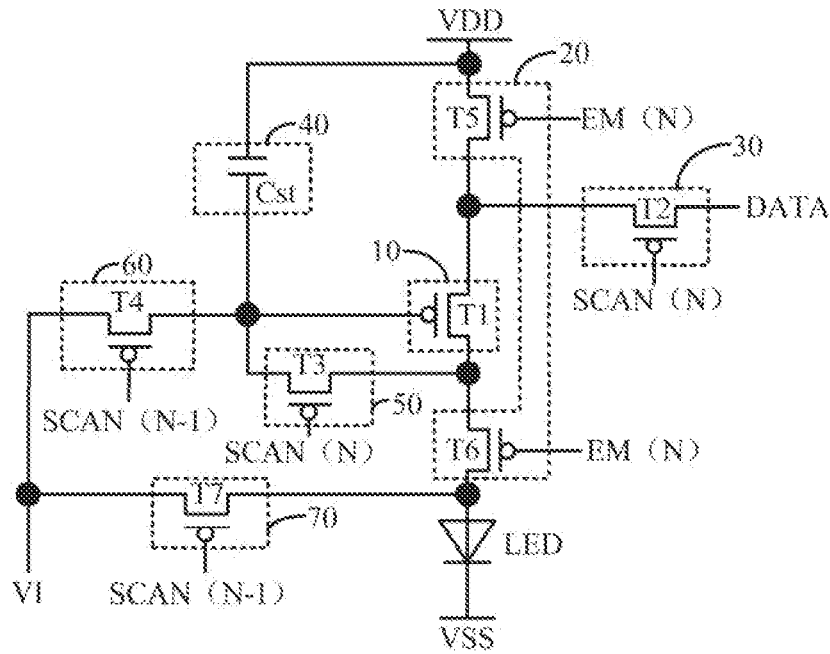 VDD
20
40
T5
EM (N)
Cst
30
T2
DATA
10
60
SCAN (N)
T4
T1
T3
SCAN (N-1)
50
SCAN (N)
T6
EM (N)
T7
70
LED
VI
SCAN (N-1)
VSS